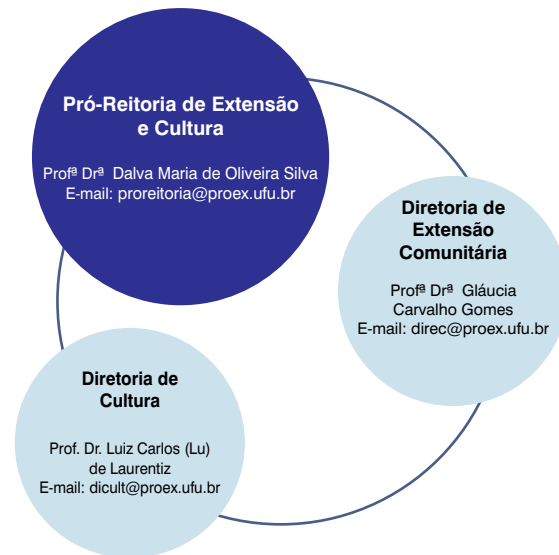 Pró-Reitoria de Extensão
e Cultura
Profª Drª Dalva Maria de Oliveira Silva
E-mail: proreitoria@proex.ufu.br
Diretoria de
Extensão
Comunitária
Profª Drª Gláucia
Carvalho Gomes
E-mail: direc@proex.ufu.br
Diretoria de
Cultura
Prof. Dr. Luiz Carlos (Lu)
de Laurentiz
E-mail: dicult@proex.ufu.br